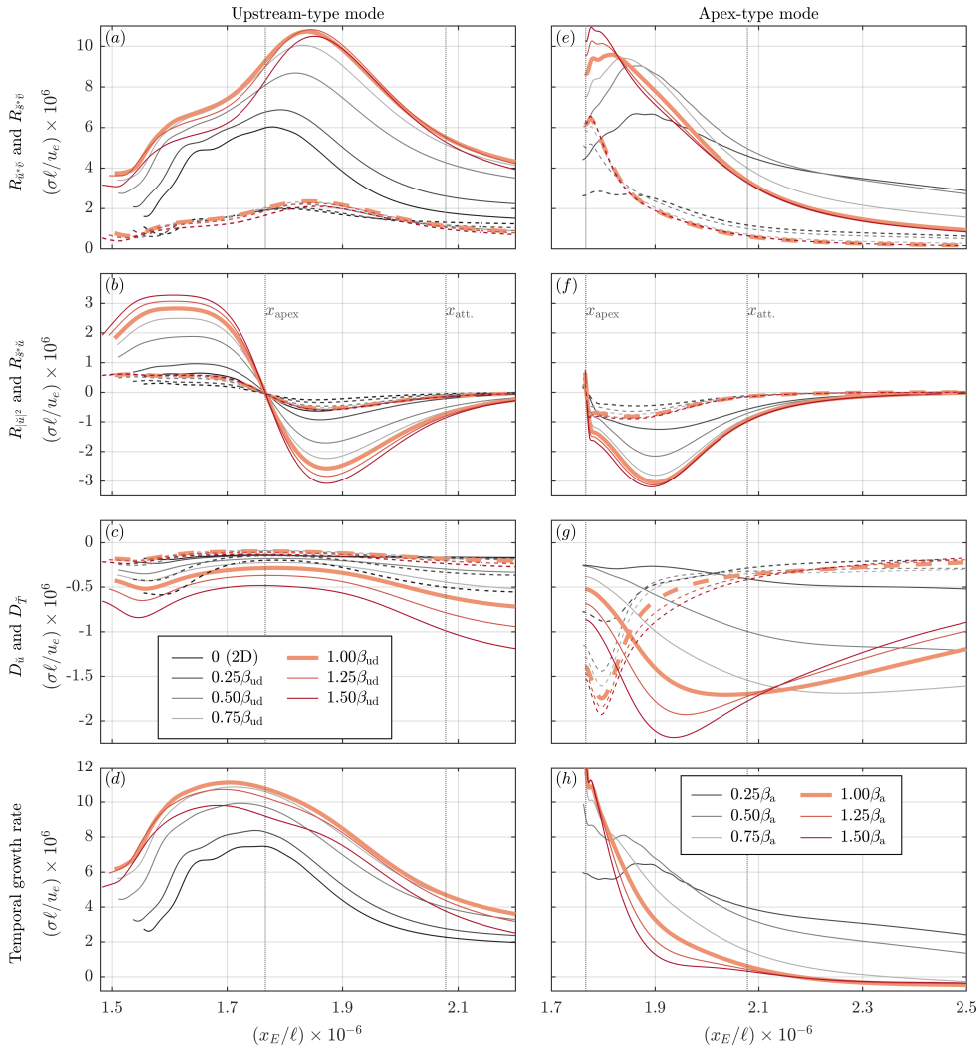 Upstream-type mode
Apex-type mode
(a)
(e)
R_{ŭ*v̆} and R_{s̆*v̆}
(σℓ/u_e) × 10^6
10
8
6
4
2
0
(b)
(f)
R_{|ŭ|²} and R_{s̆*ŭ}
(σℓ/u_e) × 10^6
3
2
1
0
-1
-2
-3
x_apex
x_att.
x_apex
x_att.
(c)
(g)
D_ŭ and D_T̆
(σℓ/u_e) × 10^6
0
-0.5
-1
-1.5
-2
0 (2D)
0.25β_ud
0.50β_ud
0.75β_ud
1.00β_ud
1.25β_ud
1.50β_ud
(d)
(h)
Temporal growth rate
(σℓ/u_e) × 10^6
12
10
8
6
4
2
0
0.25β_a
0.50β_a
0.75β_a
1.00β_a
1.25β_a
1.50β_a
1.5 1.7 1.9 2.1
1.7 1.9 2.1 2.3 2.5
(x_E/ℓ) × 10^{-6}
(x_E/ℓ) × 10^{-6}